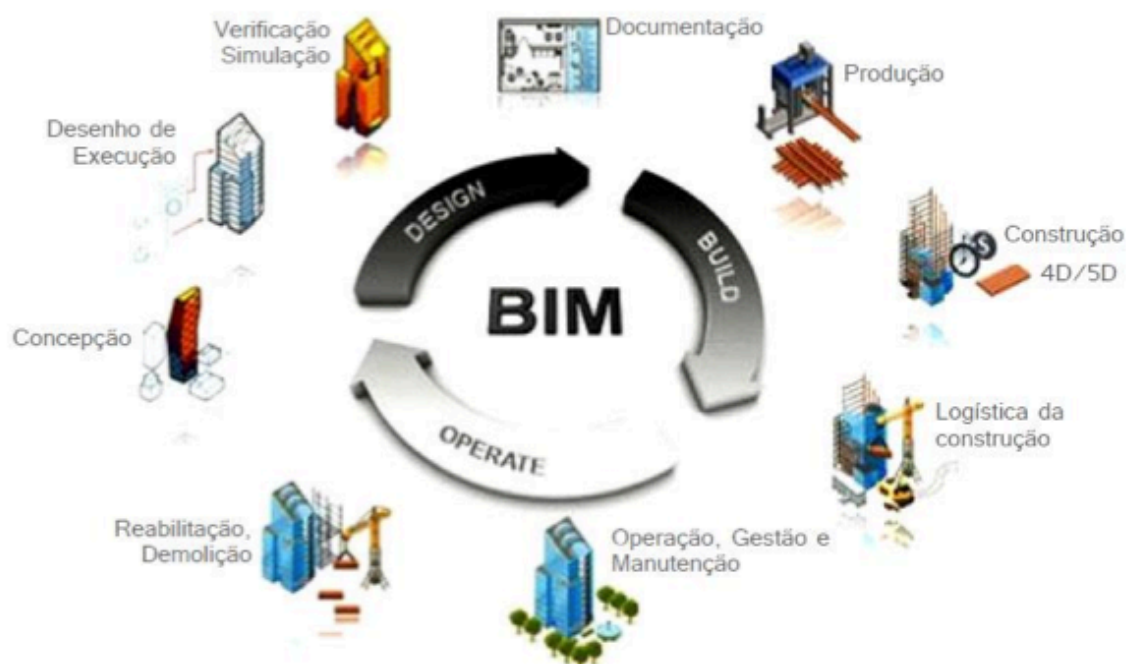 Verificação
Simulação
Documentação
Produção
Desenho de
Execução
DESIGN
BUILD
Construção
4D/5D
BIM
Concepção
Logística da
construção
OPERATE
Reabilitação,
Demolição
Operação, Gestão e
Manutenção